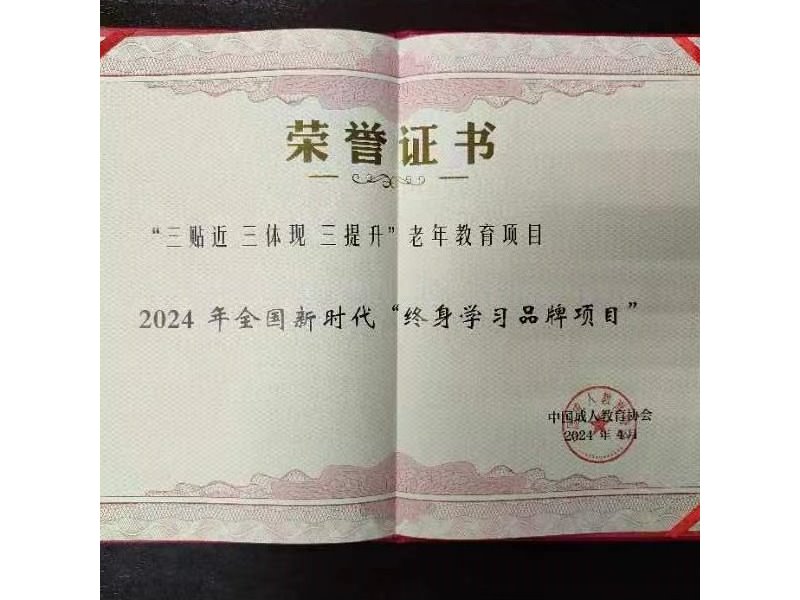 荣誉证书
“三贴近 三体现 三提升”老年教育项目
2024 年全国新时代“终身学习品牌项目”
中国成人教育协会
2024 年 4月